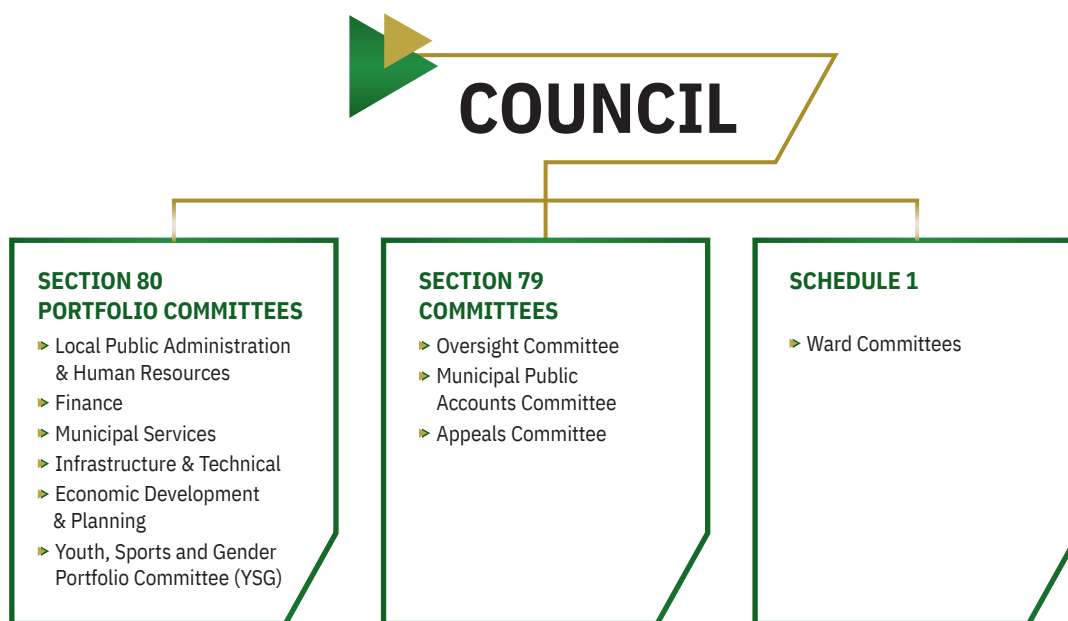 COUNCIL
SECTION 80
PORTFOLIO COMMITTEES
Local Public Administration
& Human Resources
Finance
Municipal Services
Infrastructure & Technical
Economic Development
& Planning
Youth, Sports and Gender
Portfolio Committee (YSG)
SECTION 79
COMMITTEES
Oversight Committee
Municipal Public
Accounts Committee
Appeals Committee
SCHEDULE 1
Ward Committees